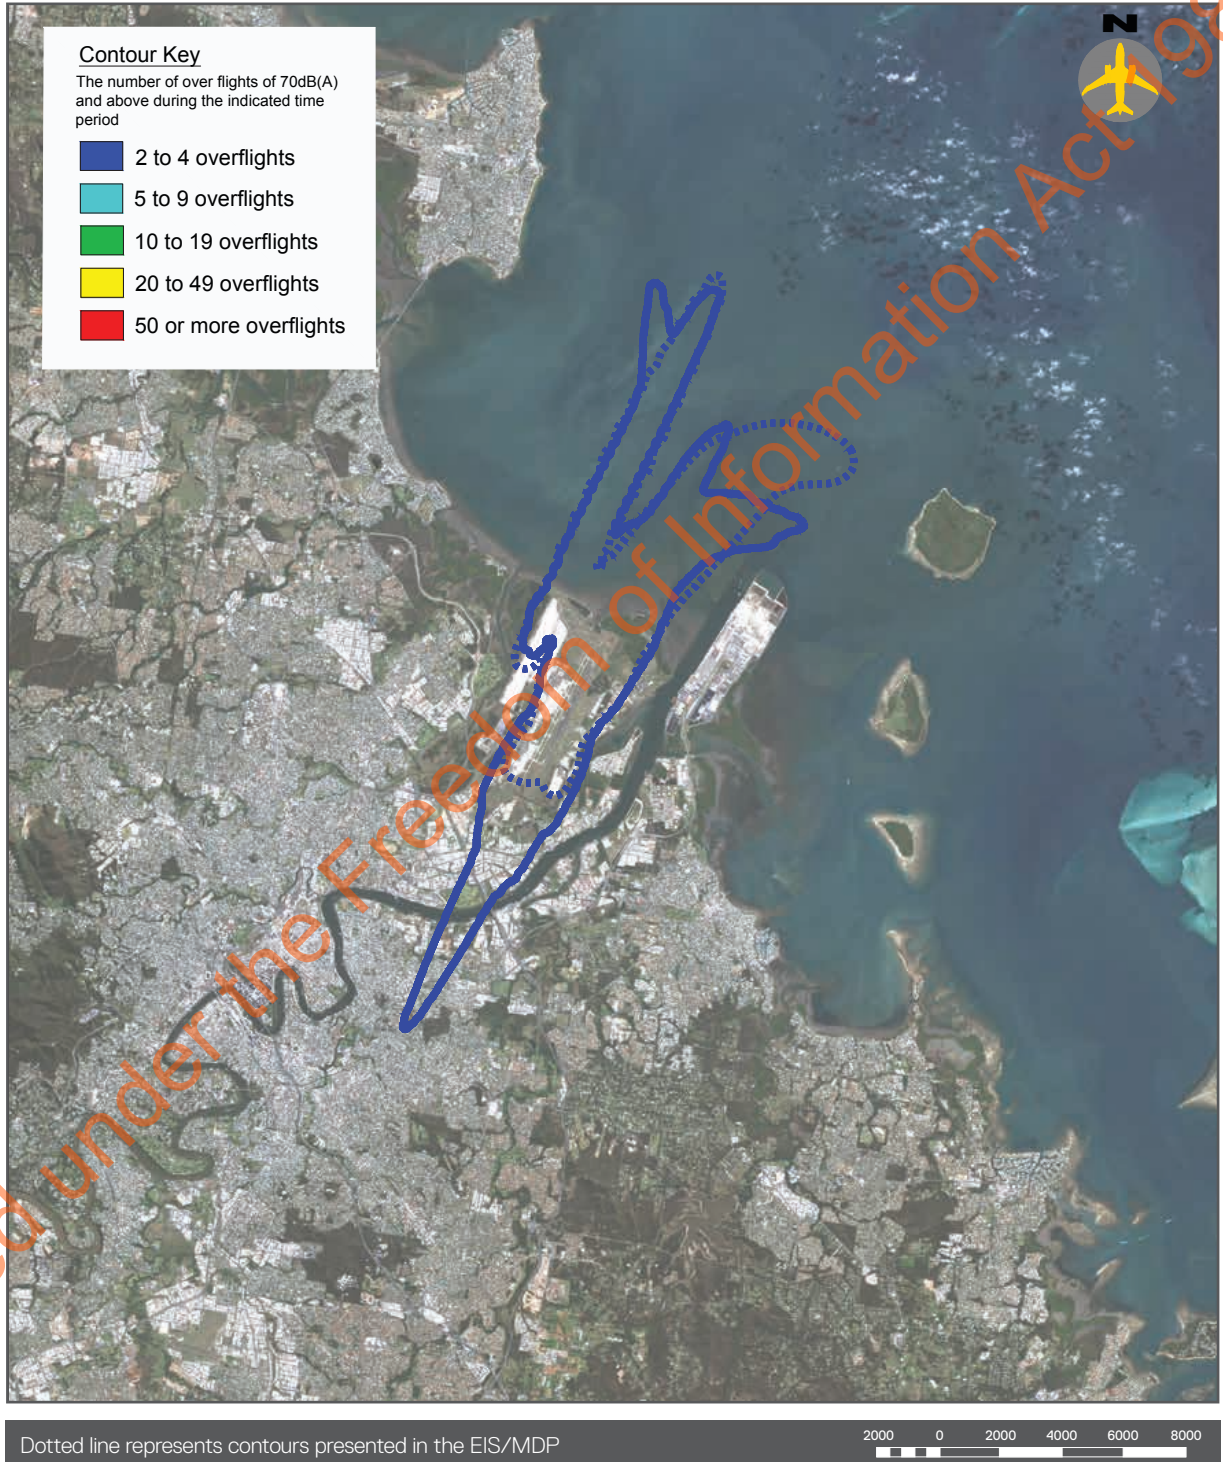 Contour Key
The number of over flights of 70dB(A)
and above during the indicated time
period
2 to 4 overflights
5 to 9 overflights
10 to 19 overflights
20 to 49 overflights
50 or more overflights
N
under the Freedom of Information Act
Dotted line represents contours presented in the EIS/MDP
2000 0 2000 4000 6000 8000